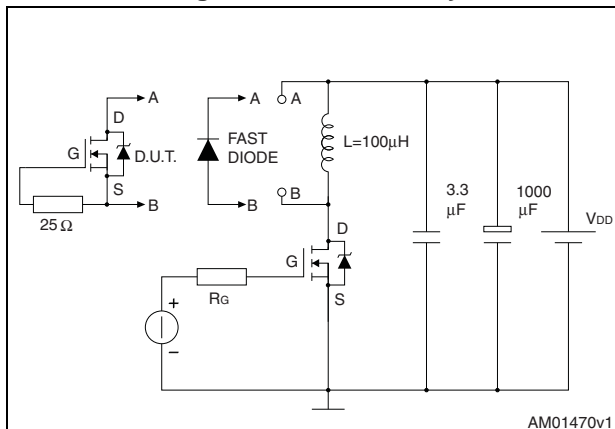 A
D
G
D.U.T.
S
B
25 Ω
A
FAST
DIODE
B
A
L=100μH
B
D
G
S
RG
+
–
3.3
μF
1000
μF
VDD
AM01470v1